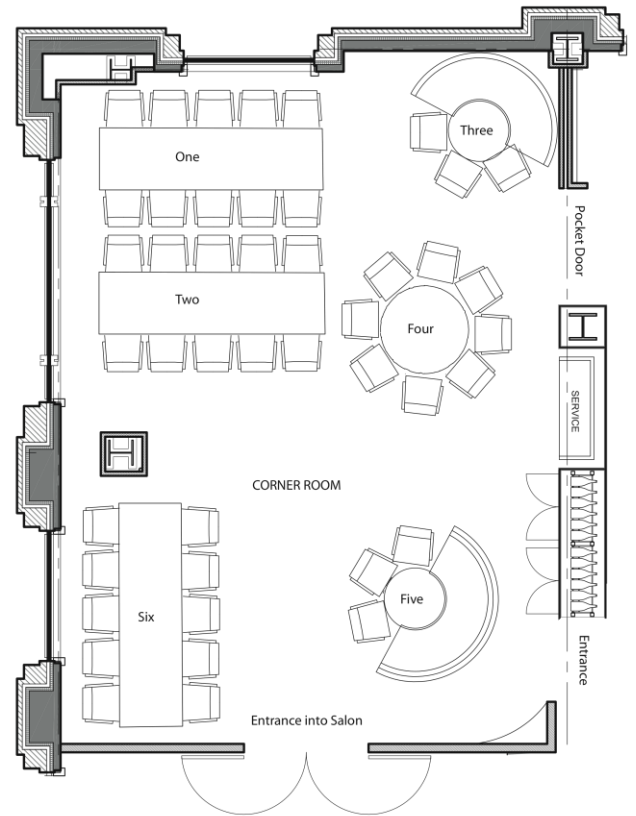 One
Three
Pocket Door
Two
Four
SERVICE
CORNER ROOM
Six
Five
Entrance
Entrance into Salon